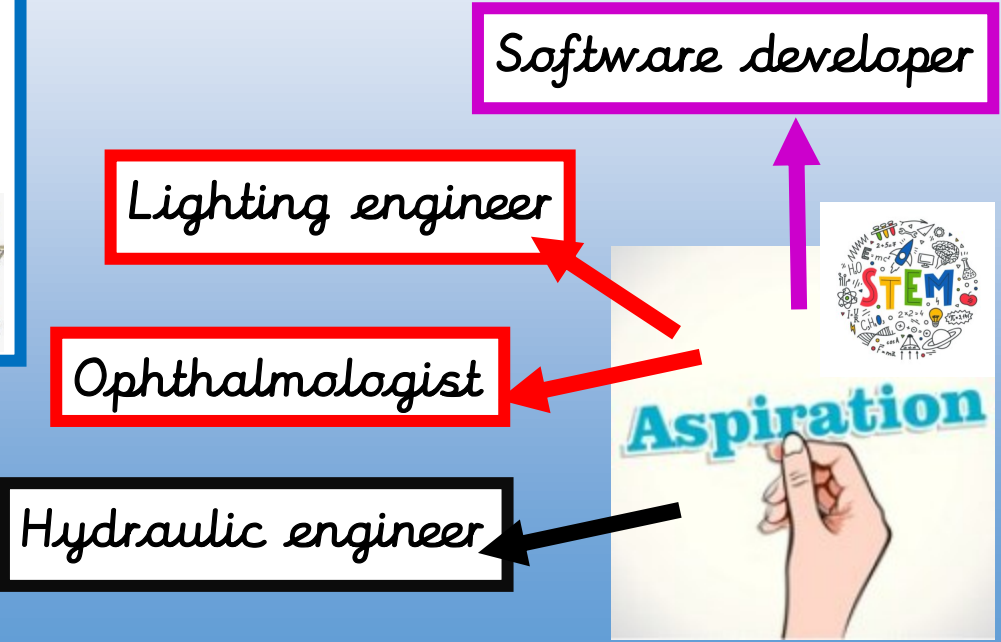 Software developer
Lighting engineer
STEM
Ophthalmologist
Aspiration
Hydraulic engineer